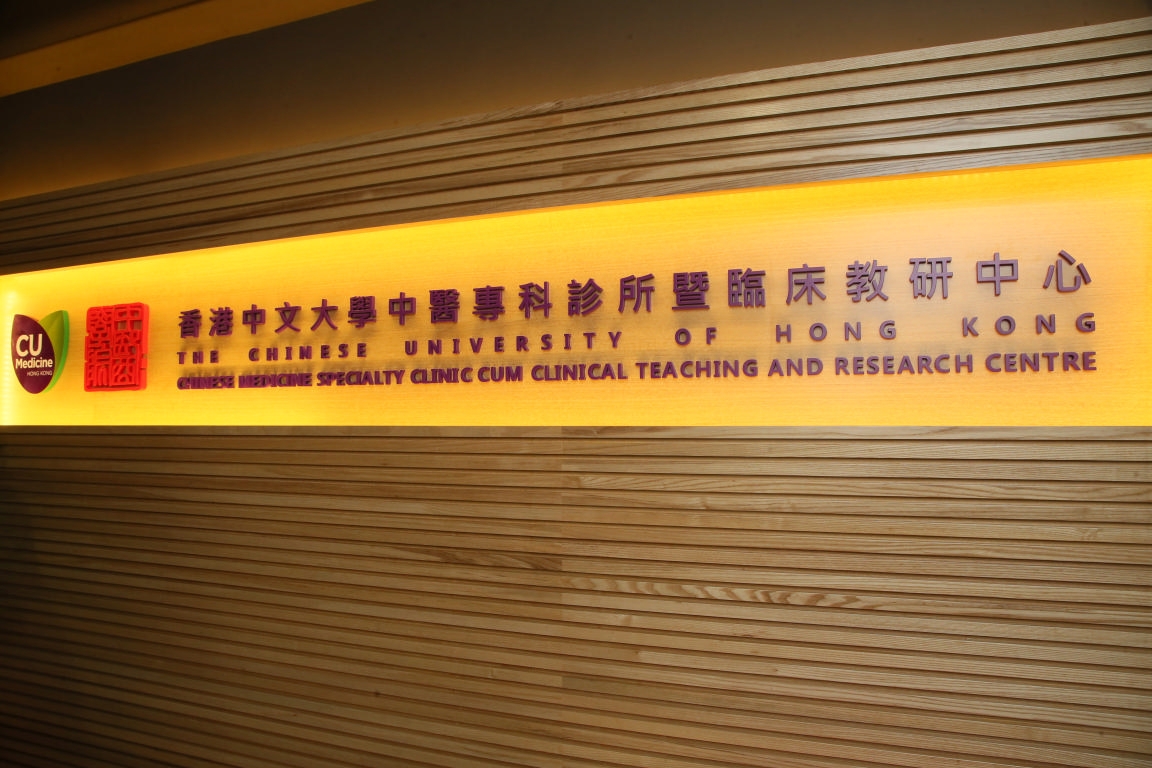 CU
Medicine
HONG KONG
香港中文大學中醫專科診所暨臨床教研中心
THE CHINESE UNIVERSITY OF HONG KONG
CHINESE MEDICINE SPECIALTY CLINIC CUM CLINICAL TEACHING AND RESEARCH CENTRE